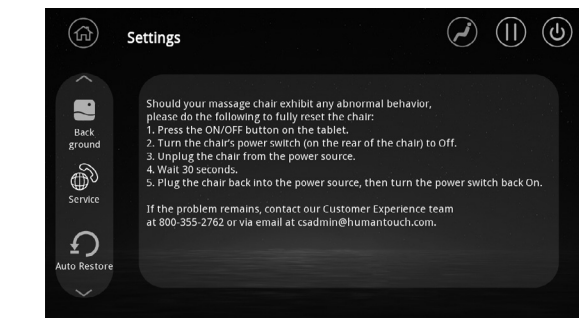 Settings
Back
ground
Service
Auto Restore
Should your massage chair exhibit any abnormal behavior,
please do the following to fully reset the chair:
1. Press the ON/OFF button on the tablet.
2. Turn the chair's power switch (on the rear of the chair) to Off.
3. Unplug the chair from the power source.
4. Wait 30 seconds.
5. Plug the chair back into the power source, then turn the power switch back On.
If the problem remains, contact our Customer Experience team
at 800-355-2762 or via email at csadmin@humantouch.com.